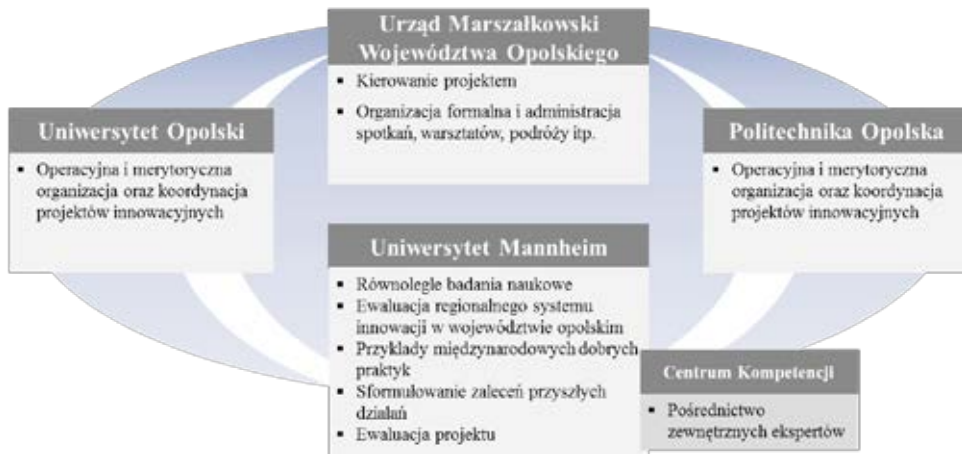 Urząd Marszałkowski
Województwa Opolskiego
▪ Kierowanie projektem
▪ Organizacja formalna i administracja
spotkań, warsztatów, podróży itp.
Uniwersytet Opolski
▪ Operacyjna i merytoryczna
organizacja oraz koordynacja
projektów innowacyjnych
Politechnika Opolska
▪ Operacyjna i merytoryczna
organizacja oraz koordynacja
projektów innowacyjnych
Uniwersytet Mannheim
▪ Równoległe badania naukowe
▪ Ewaluacja regionalnego systemu
innowacji w województwie opolskim
▪ Przykłady międzynarodowych dobrych
praktyk
▪ Sformułowanie zaleceń przyszłych
działań
▪ Ewaluacja projektu
Centrum Kompetencji
▪ Pośrednictwo
zewnętrznych ekspertów